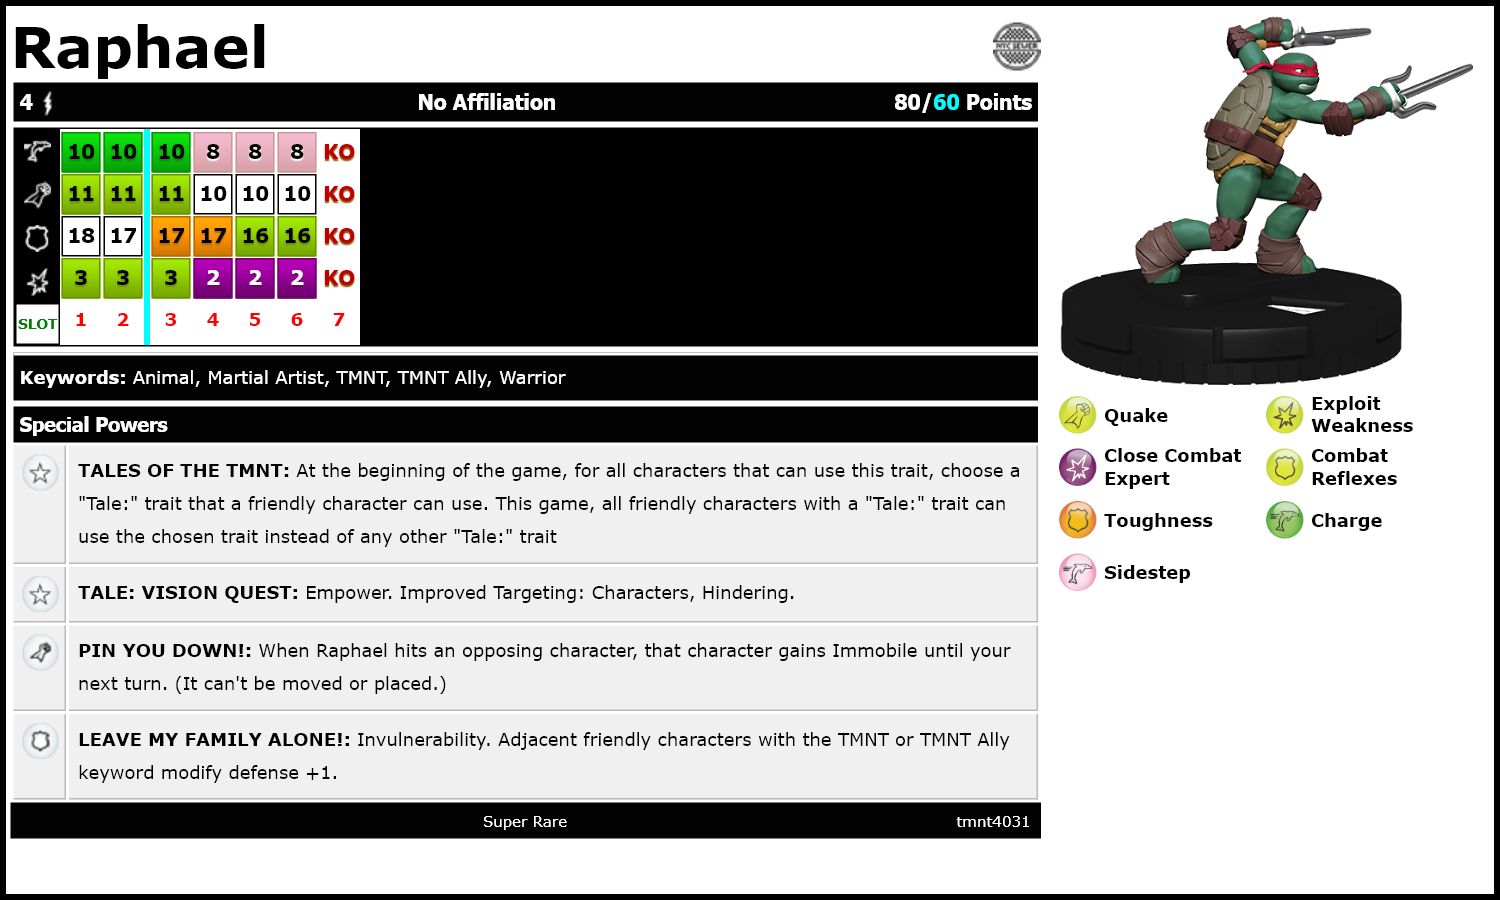 Raphael
NYC SEWER
4 No Affiliation 80/60 Points
10 10 10 8 8 8 KO
11 11 11 10 10 10 KO
18 17 17 17 16 16 KO
3 3 3 2 2 2 KO
SLOT 1 2 3 4 5 6 7
Keywords: Animal, Martial Artist, TMNT, TMNT Ally, Warrior
Special Powers
TALES OF THE TMNT: At the beginning of the game, for all characters that can use this trait, choose a
"Tale:" trait that a friendly character can use. This game, all friendly characters with a "Tale:" trait can
use the chosen trait instead of any other "Tale:" trait
TALE: VISION QUEST: Empower. Improved Targeting: Characters, Hindering.
PIN YOU DOWN!: When Raphael hits an opposing character, that character gains Immobile until your
next turn. (It can't be moved or placed.)
LEAVE MY FAMILY ALONE!: Invulnerability. Adjacent friendly characters with the TMNT or TMNT Ally
keyword modify defense +1.
Super Rare tmnt4031
Quake
Exploit
Weakness
Close Combat
Expert
Combat
Reflexes
Toughness
Charge
Sidestep